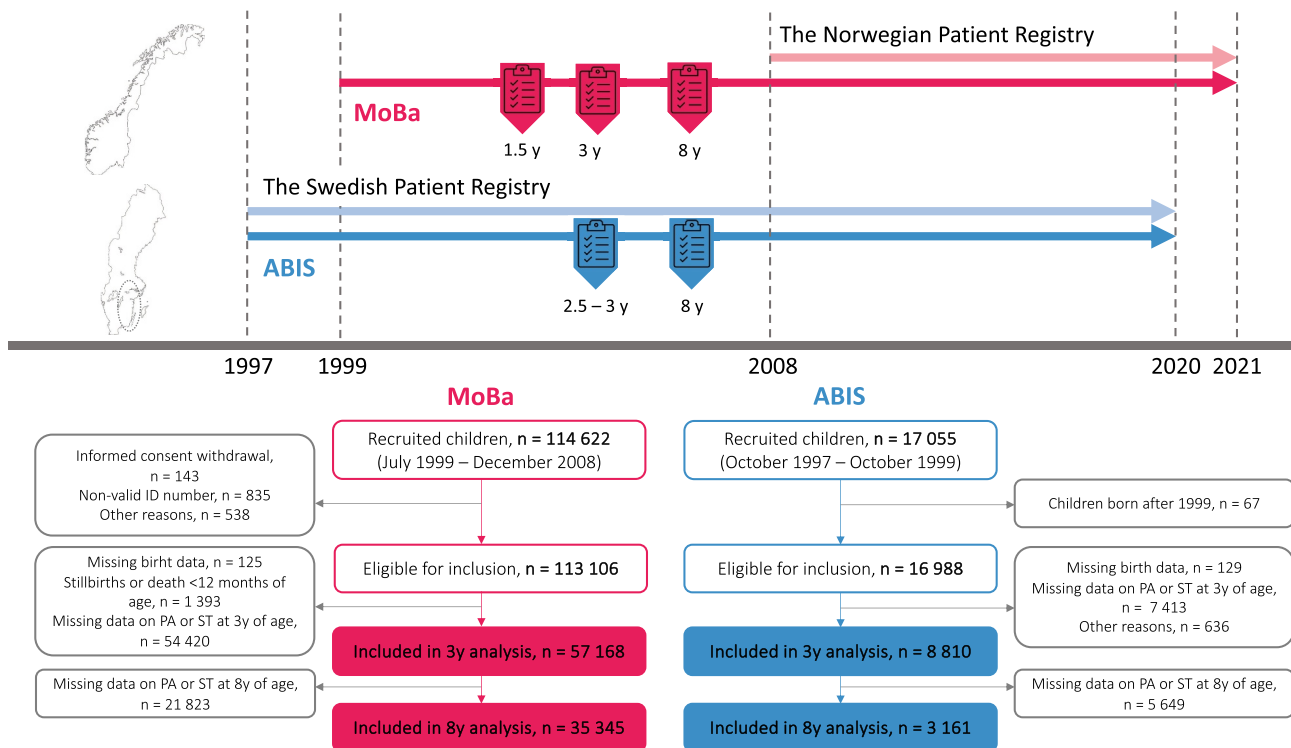 The Norwegian Patient Registry
MoBa
1.5 y
3 y
8 y
The Swedish Patient Registry
ABIS
2.5 – 3 y
8 y
1997
1999
2008
2020
2021
MoBa
ABIS
Recruited children, n = 114 622
(July 1999 – December 2008)
Recruited children, n = 17 055
(October 1997 – October 1999)
Informed consent withdrawal,
n = 143
Non-valid ID number, n = 835
Other reasons, n = 538
Children born after 1999, n = 67
Eligible for inclusion, n = 113 106
Eligible for inclusion, n = 16 988
Missing birht data, n = 125
Stillbirths or death <12 months of
age, n = 1 393
Missing data on PA or ST at 3y of age,
n = 54 420
Missing birth data, n = 129
Missing data on PA or ST at 3y of age,
n = 7 413
Other reasons, n = 636
Included in 3y analysis, n = 57 168
Included in 3y analysis, n = 8 810
Missing data on PA or ST at 8y of age,
n = 21 823
Missing data on PA or ST at 8y of age,
n = 5 649
Included in 8y analysis, n = 35 345
Included in 8y analysis, n = 3 161